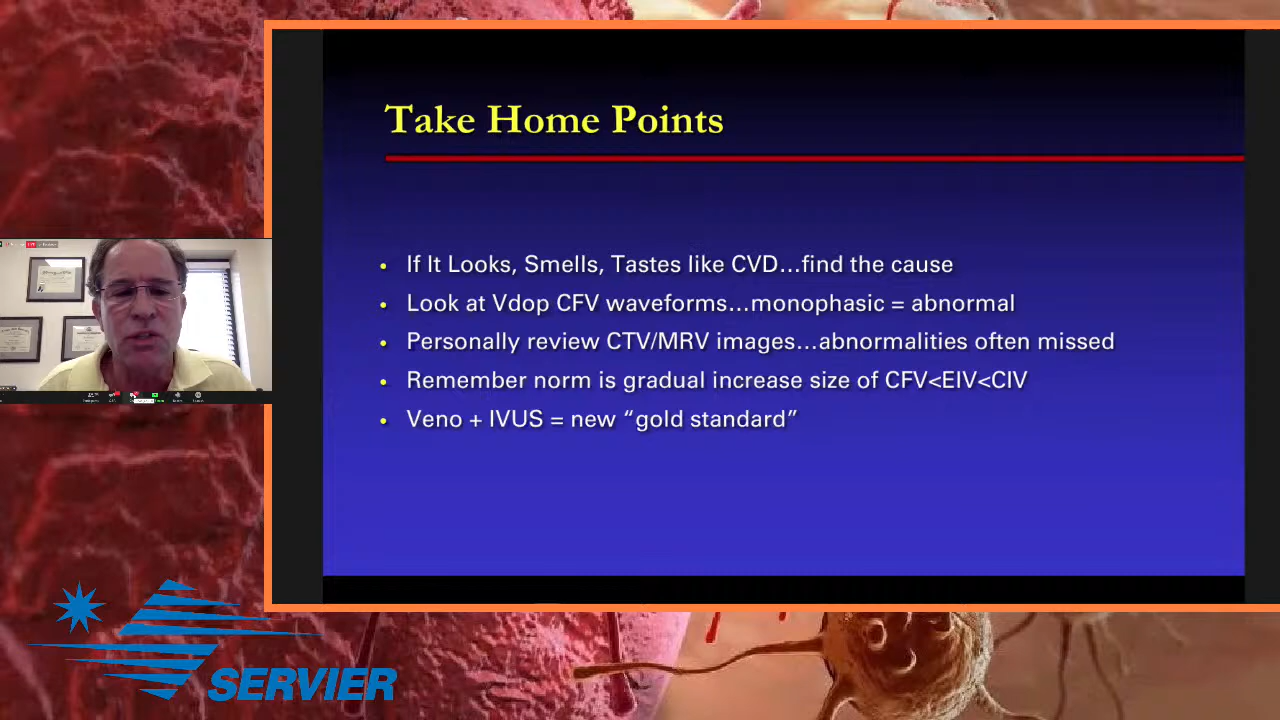 Take Home Points
If It Looks, Smells, Tastes like CVD…find the cause
Look at Vdop CFV waveforms…monophasic = abnormal
Personally review CTV/MRV images…abnormalities often missed
Remember norm is gradual increase size of CFV<EIV<CIV
Veno + IVUS = new “gold standard”
SERVIER